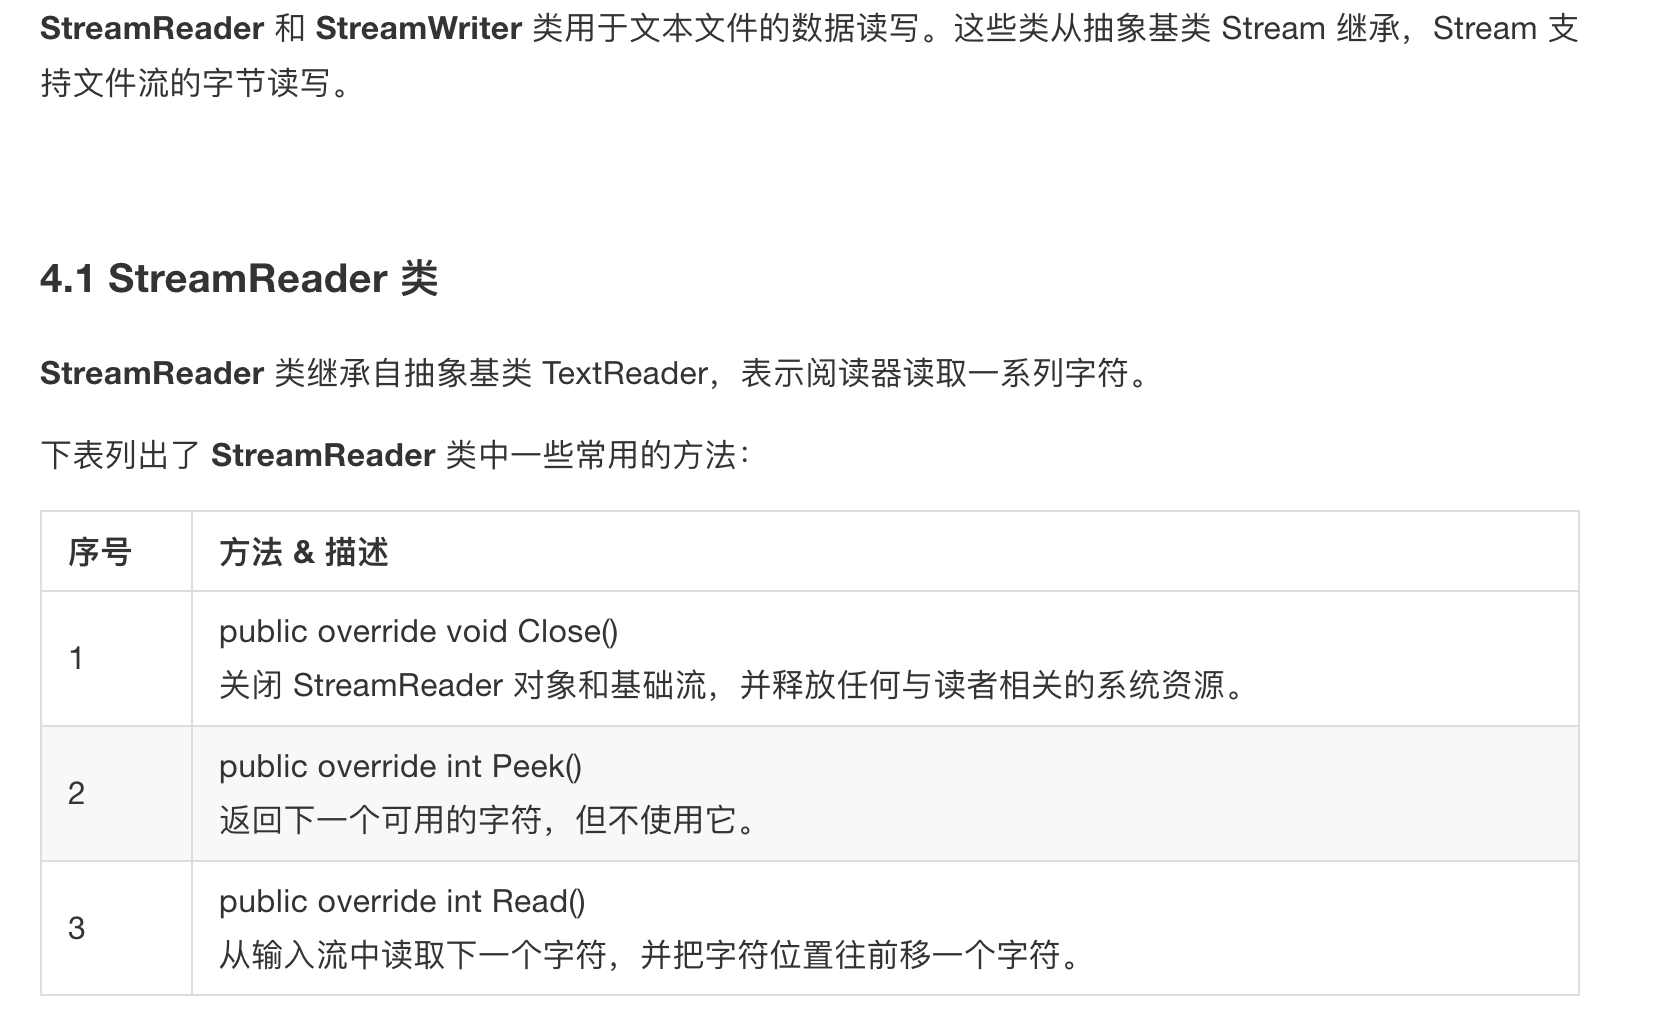 StreamReader 和 StreamWriter 类用于文本文件的数据读写。这些类从抽象基类 Stream 继承，Stream 支
持文件流的字节读写。
4.1 StreamReader 类
StreamReader 类继承自抽象基类 TextReader，表示阅读器读取一系列字符。
下表列出了 StreamReader 类中一些常用的方法：
序号 方法 & 描述
1 public override void Close()
关闭 StreamReader 对象和基础流，并释放任何与读者相关的系统资源。
2 public override int Peek()
返回下一个可用的字符，但不使用它。
3 public override int Read()
从输入流中读取下一个字符，并把字符位置往前移一个字符。